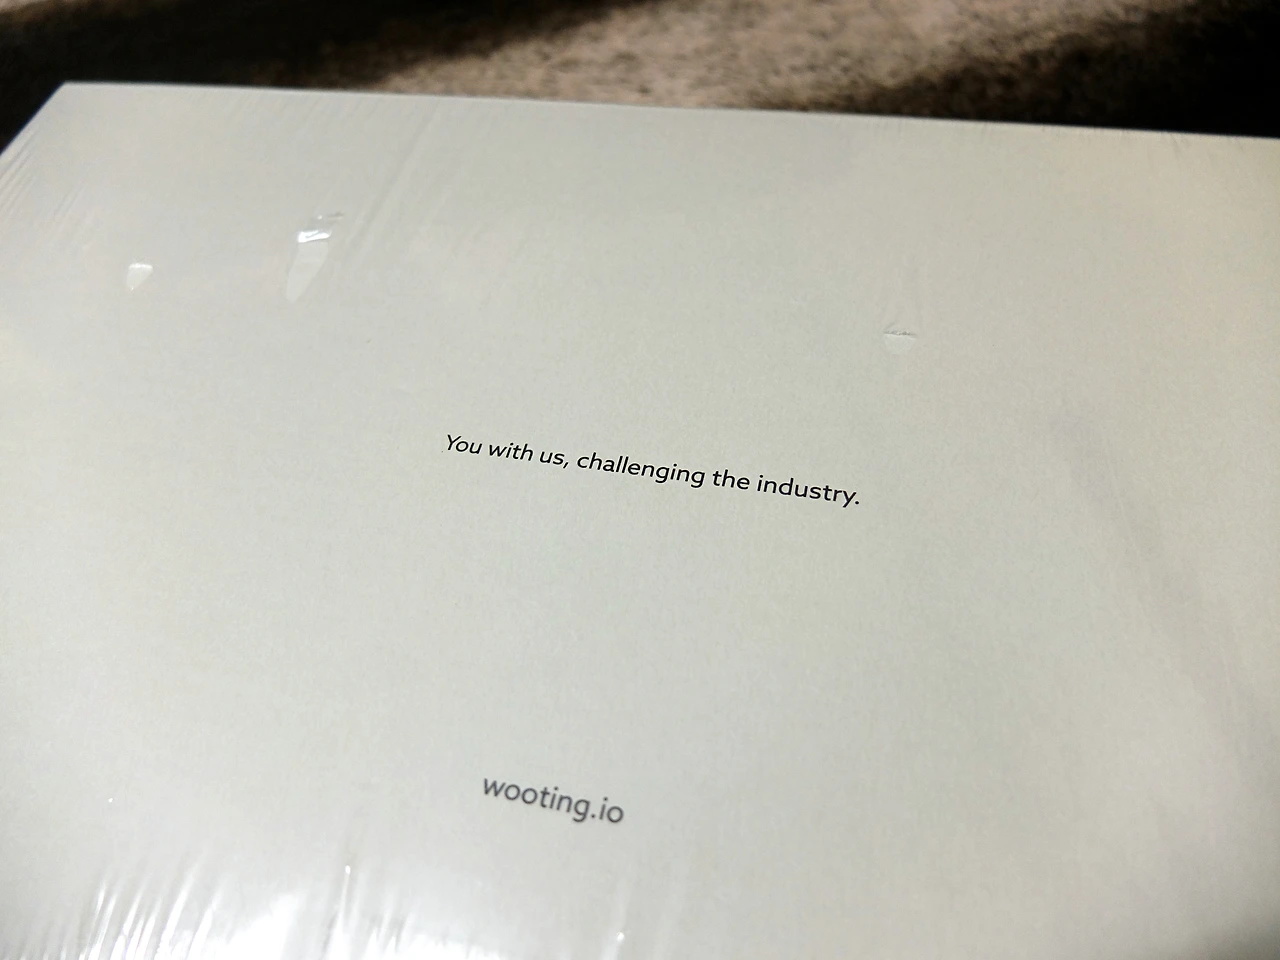 You with us, challenging the industry.
wooting.io